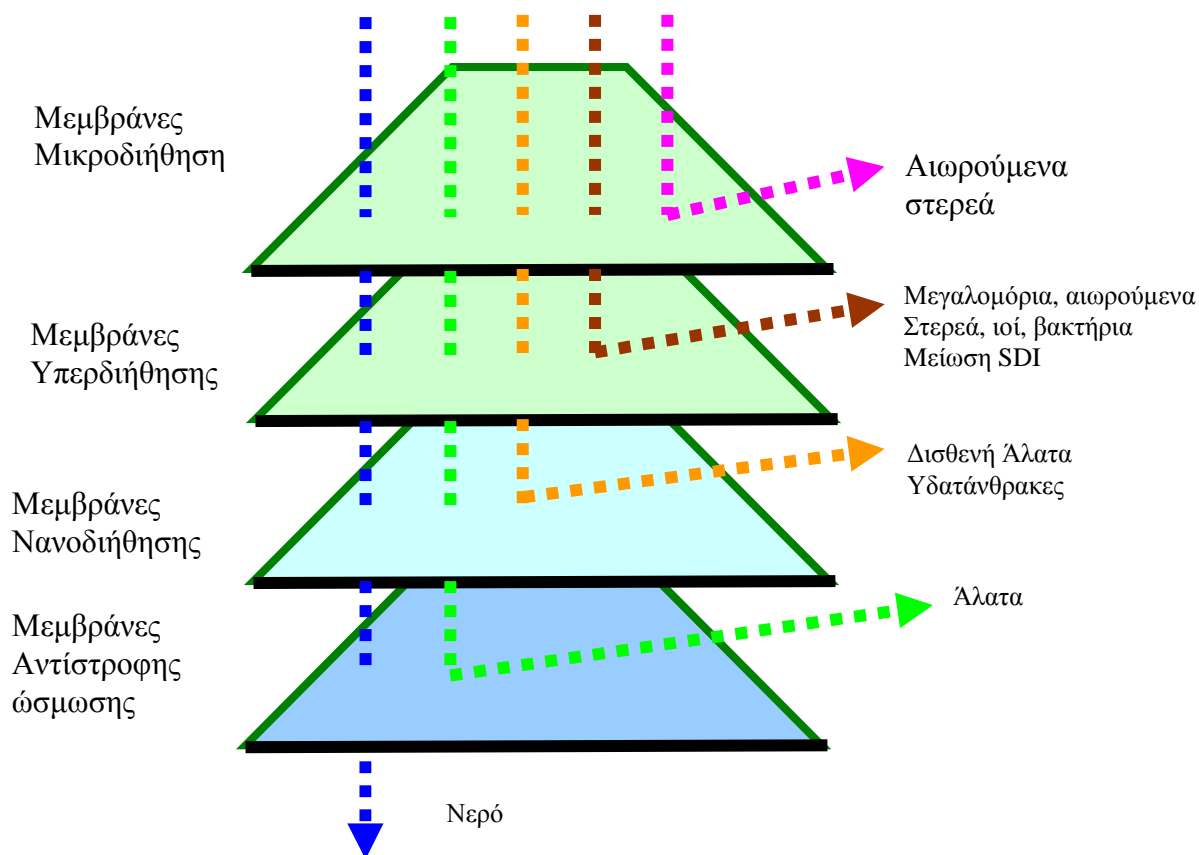 Μεμβράνες
Μικροδιήθηση
Αιωρούμενα
στερεά
Μεμβράνες
Υπερδιήθησης
Μεγαλομόρια, αιωρούμενα
Στερεά, ιοί, βακτήρια
Μείωση SDI
Μεμβράνες
Νανοδιήθησης
Δισθενή Άλατα
Υδατάνθρακες
Μεμβράνες
Αντίστροφης
ώσμωσης
Άλατα
Νερό